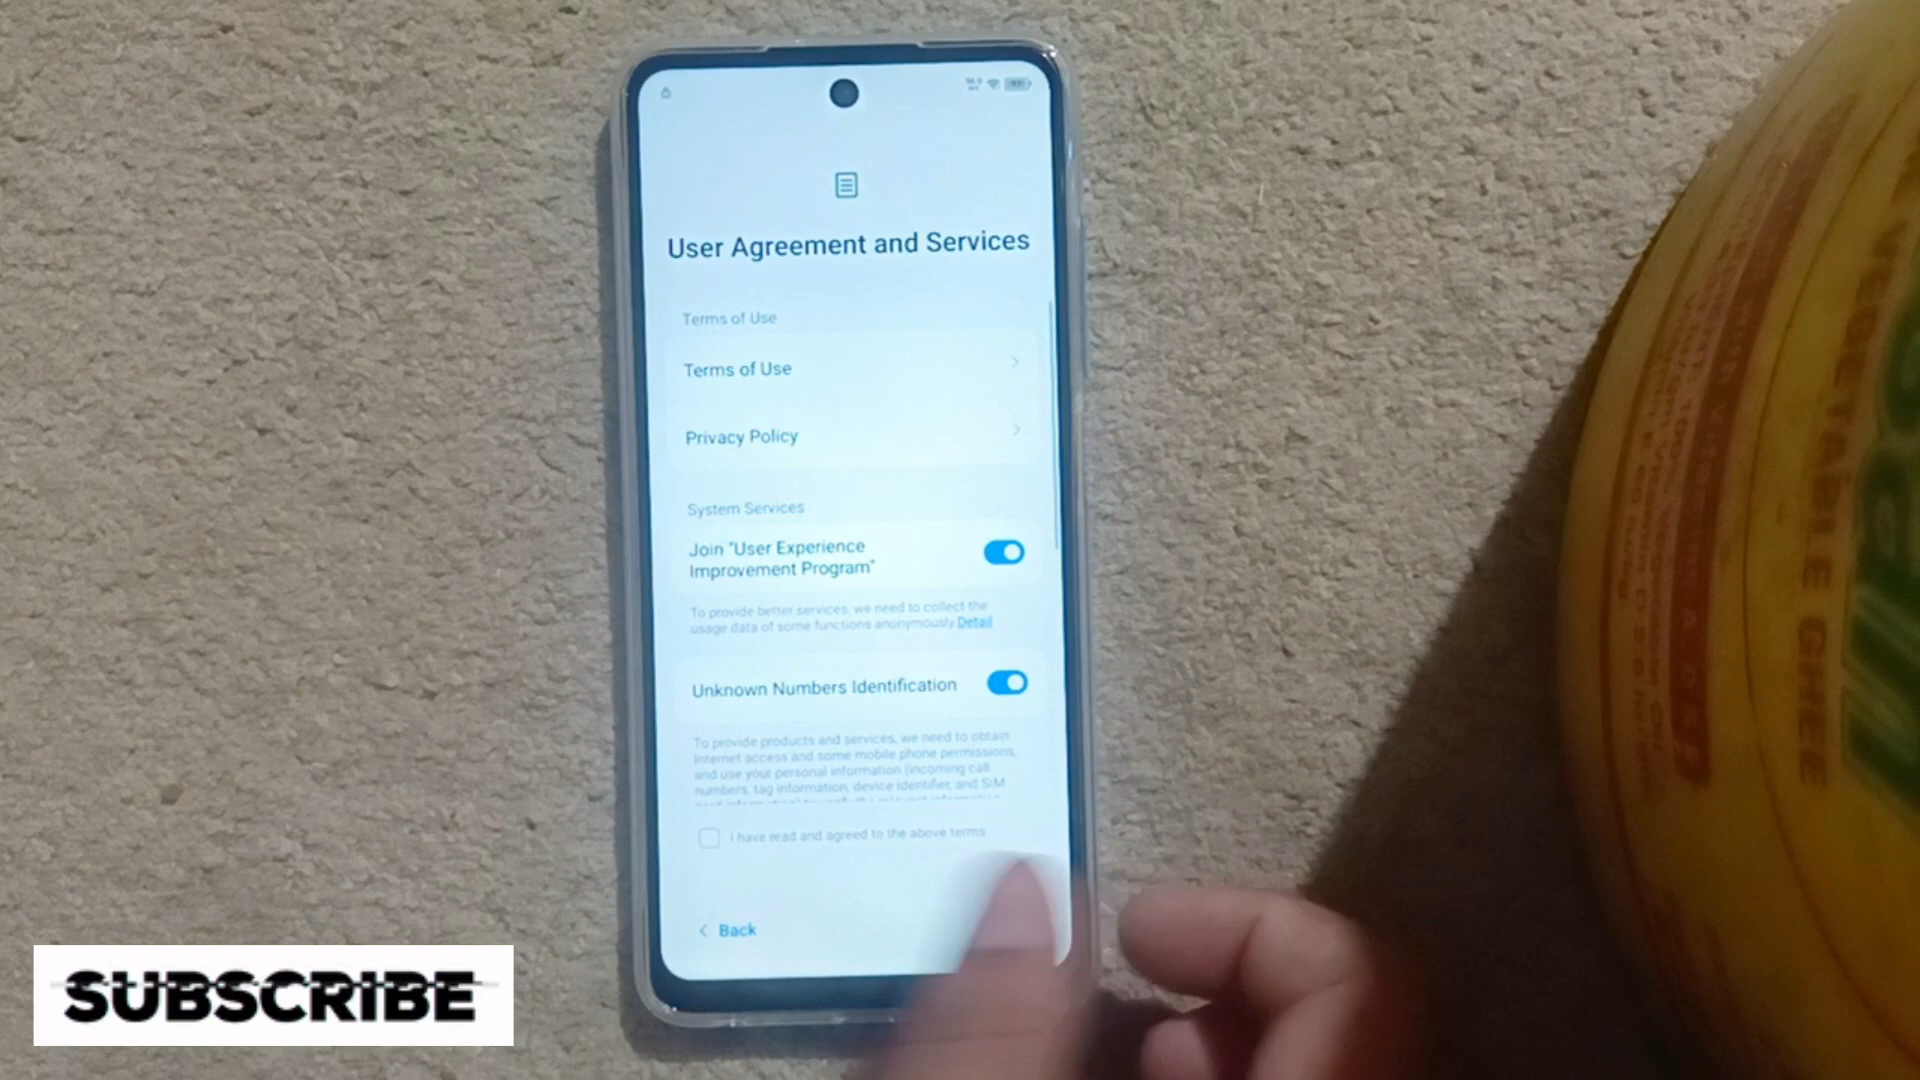 User Agreement and Services
Terms of Use
Terms of Use
Privacy Policy
System Services
Join "User Experience
Improvement Program"
To provide better services, we need to collect the
usage data of some functions anonymously.Detail
Unknown Numbers Identification
To provide products and services, we need to obtain
Internet access and some mobile phone permissions,
and use your personal information (incoming call
numbers, tag information, device identifier, and SIM
I have read and agreed to the above terms
< Back
SUBSCRIBE
VEGETABLE GHEE